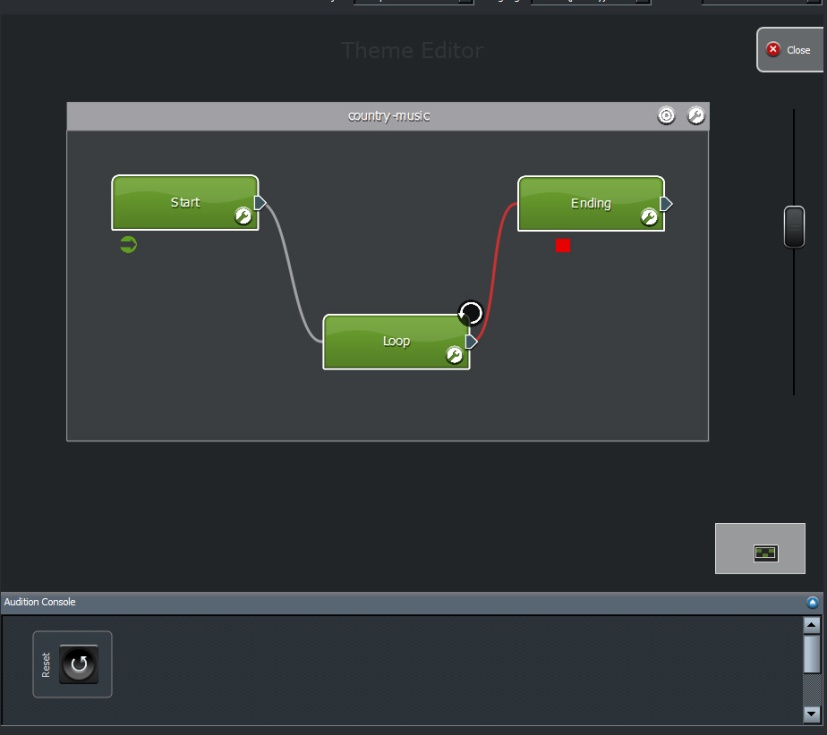 Theme Editor
Close
country-music
Start
Ending
Loop
Audition Console
Reset